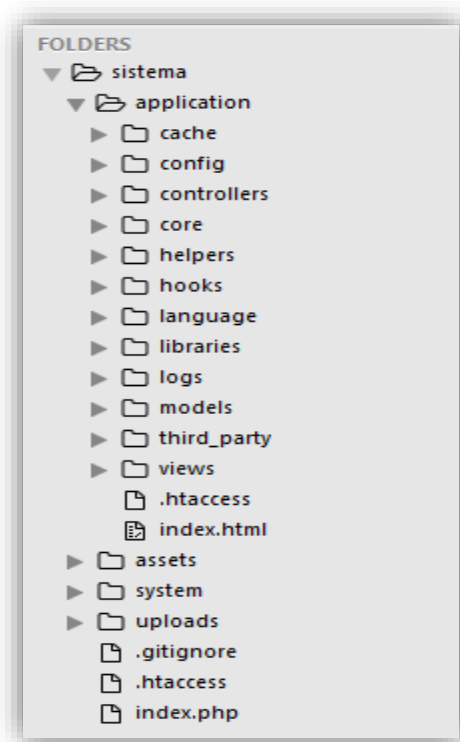 FOLDERS
sistema
application
cache
config
controllers
core
helpers
hooks
language
libraries
logs
models
third_party
views
.htaccess
index.html
assets
system
uploads
.gitignore
.htaccess
index.php